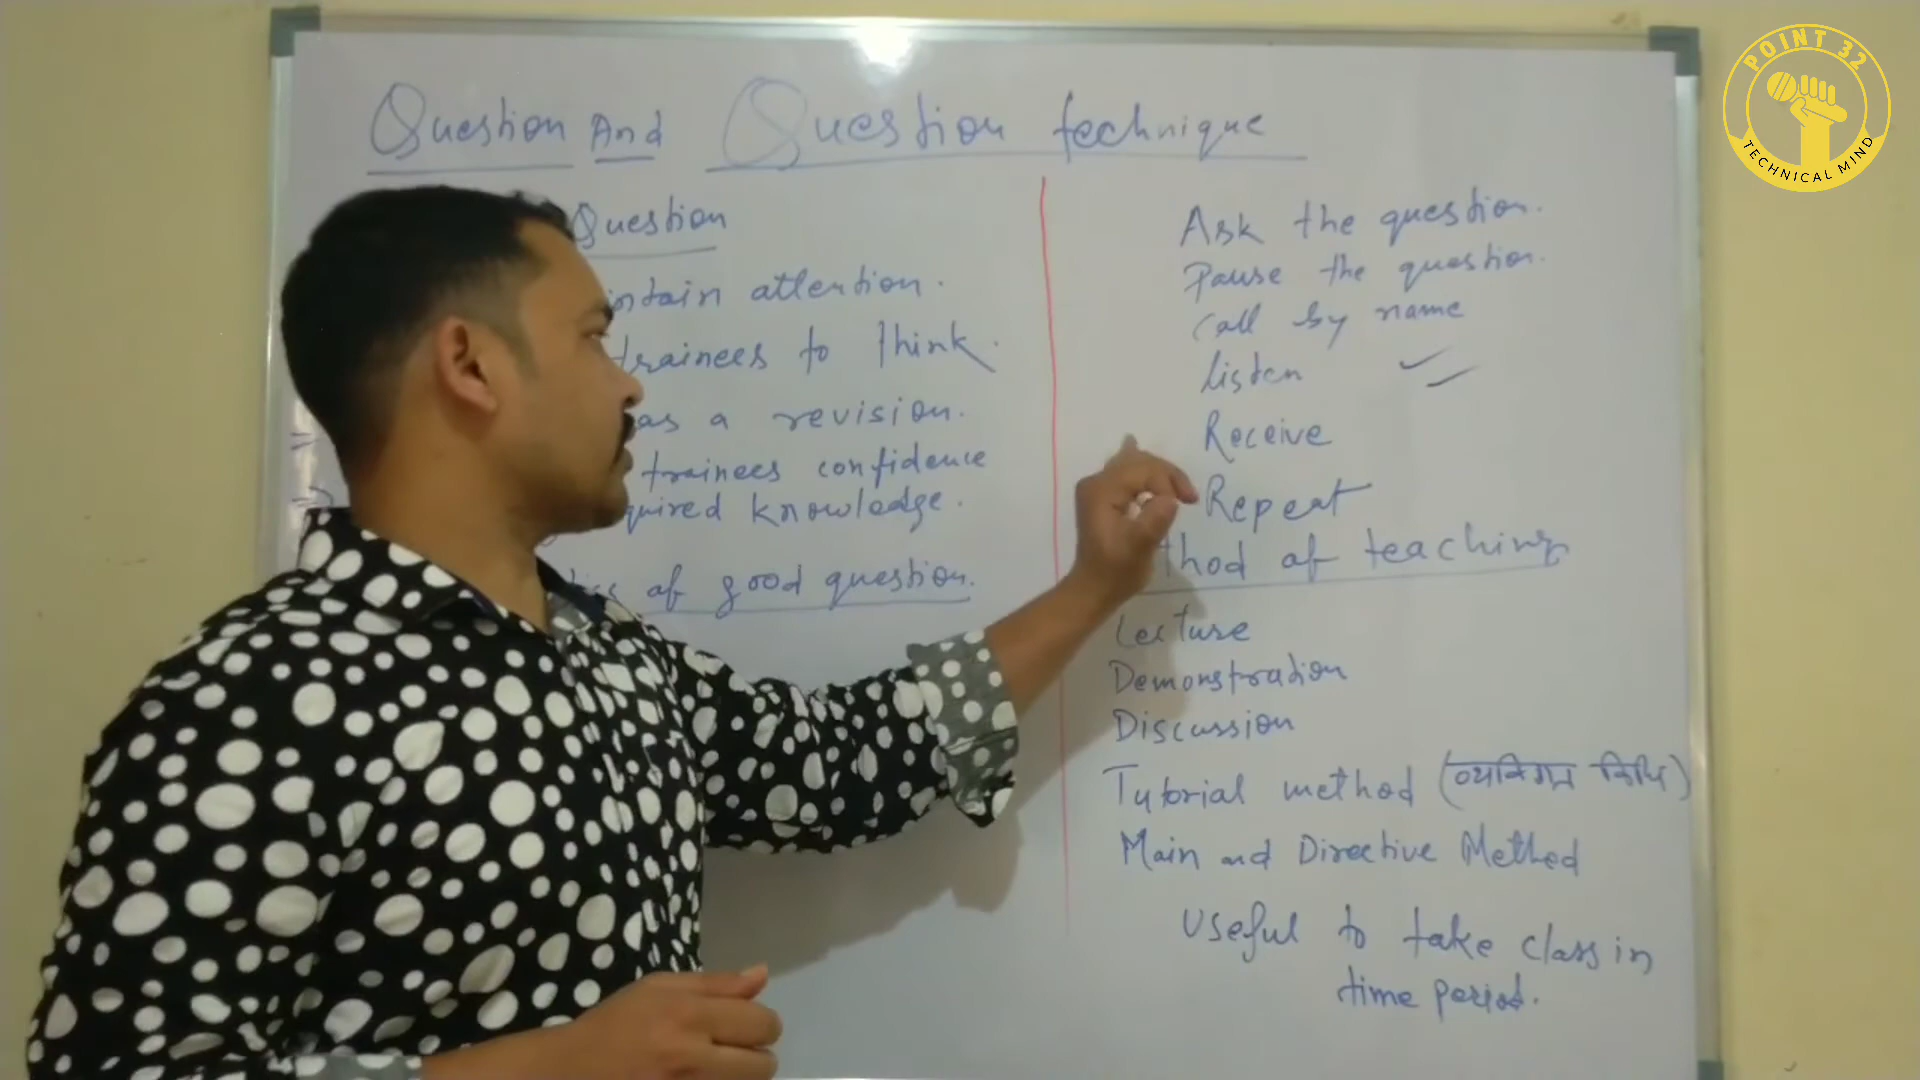 Question And Question technique
Question
attention.
trainees to think.
as a revision.
trainees confidence
knowledge.
of good question.
Ask the question.
Pause the question.
Call by name
Listen
Receive
Repeat
of teaching
Lecture
Demonstration
Discussion
Tutorial method (व्यक्तिगत विधि)
Main and Directive Method
Useful to take class in
time period.
POINT 32
TECHNICAL MIND